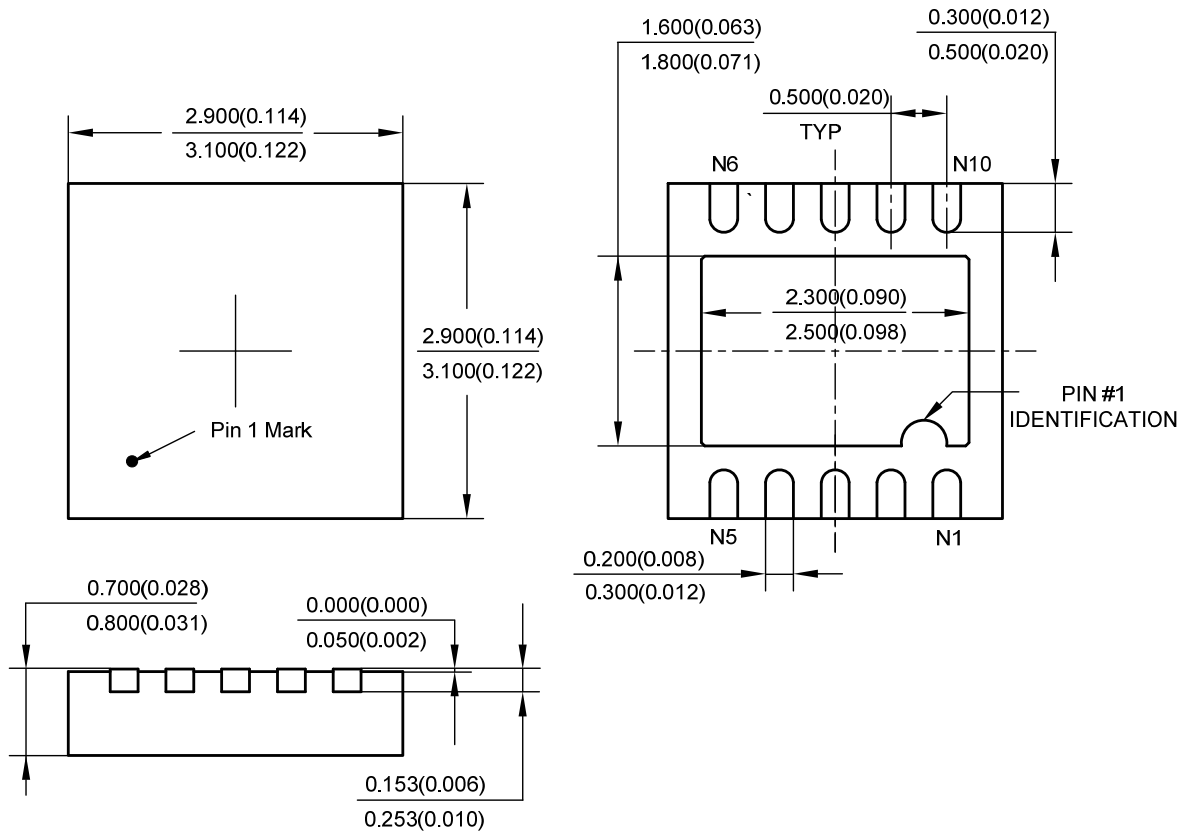 2.900(0.114)
3.100(0.122)
2.900(0.114)
3.100(0.122)
Pin 1 Mark
1.600(0.063)
1.800(0.071)
0.500(0.020)
TYP
0.300(0.012)
0.500(0.020)
N6
N10
2.300(0.090)
2.500(0.098)
PIN #1
IDENTIFICATION
N5
N1
0.200(0.008)
0.300(0.012)
0.700(0.028)
0.800(0.031)
0.000(0.000)
0.050(0.002)
0.153(0.006)
0.253(0.010)